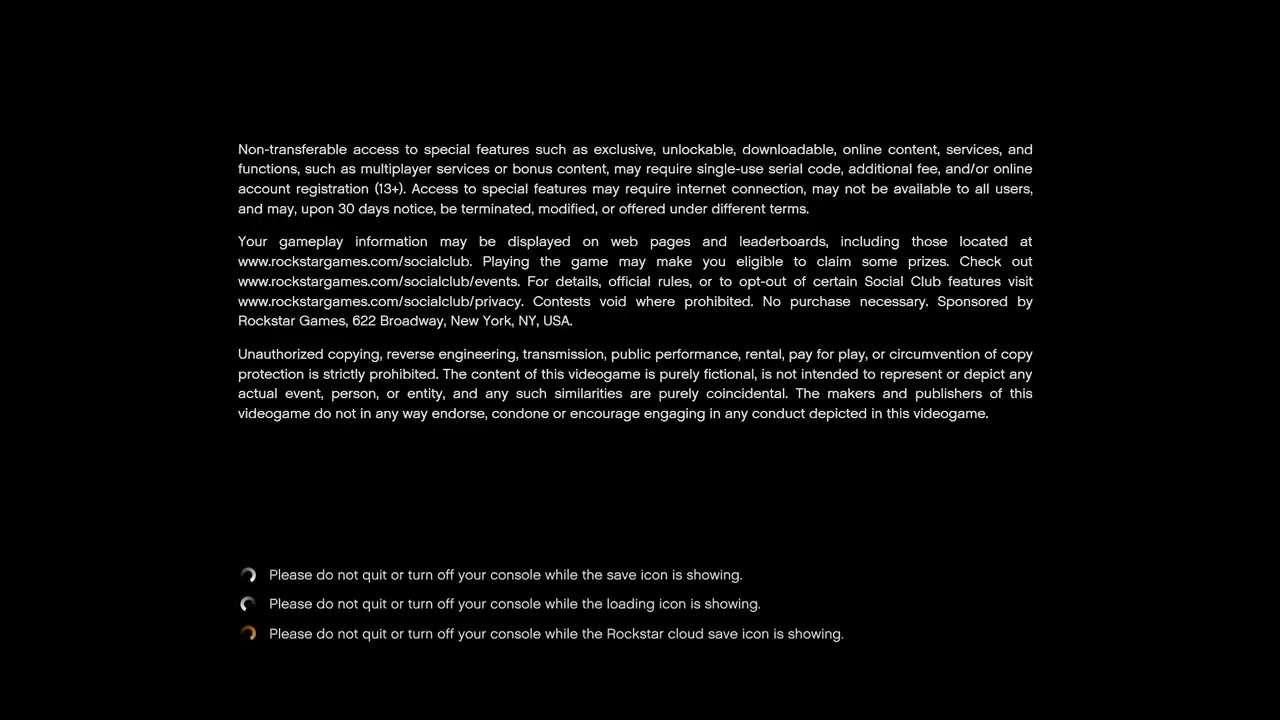 Non-transferable access to special features such as exclusive, unlockable, downloadable, online content, services, and
functions, such as multiplayer services or bonus content, may require single-use serial code, additional fee, and/or online
account registration (13+). Access to special features may require internet connection, may not be available to all users,
and may, upon 30 days notice, be terminated, modified, or offered under different terms.
Your gameplay information may be displayed on web pages and leaderboards, including those located at
www.rockstargames.com/socialclub. Playing the game may make you eligible to claim some prizes. Check out
www.rockstargames.com/socialclub/events. For details, official rules, or to opt-out of certain Social Club features visit
www.rockstargames.com/socialclub/privacy. Contests void where prohibited. No purchase necessary. Sponsored by
Rockstar Games, 622 Broadway, New York, NY, USA.
Unauthorized copying, reverse engineering, transmission, public performance, rental, pay for play, or circumvention of copy
protection is strictly prohibited. The content of this videogame is purely fictional, is not intended to represent or depict any
actual event, person, or entity, and any such similarities are purely coincidental. The makers and publishers of this
videogame do not in any way endorse, condone or encourage engaging in any conduct depicted in this videogame.
Please do not quit or turn off your console while the save icon is showing.
Please do not quit or turn off your console while the loading icon is showing.
Please do not quit or turn off your console while the Rockstar cloud save icon is showing.